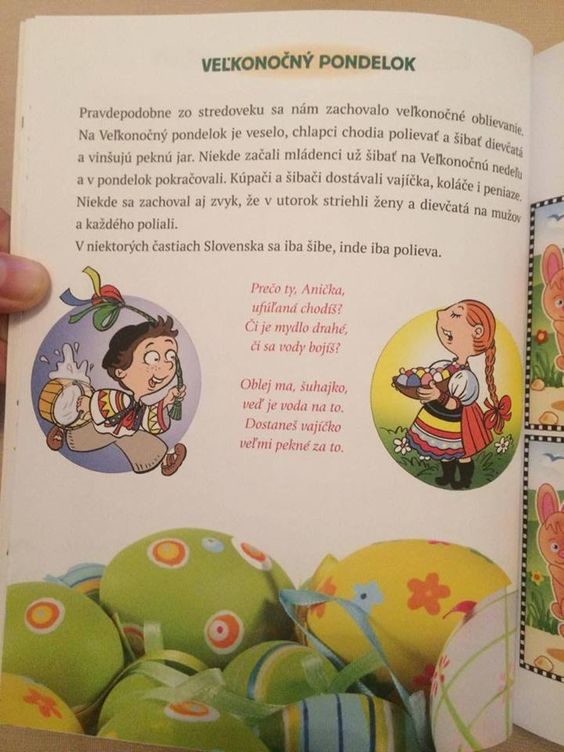 VEĽKONOČNÝ PONDELOK
Pravdepodobne zo stredoveku sa nám zachovalo veľkonočné oblievanie.
Na Veľkonočný pondelok je veselo, chlapci chodia polievať a šibať dievčatá
a vinšujú peknú jar. Niekde začali mládenci už šibať na Veľkonočnú nedeľu
a v pondelok pokračovali. Kúpači a šibači dostávali vajíčka, koláče i peniaze.
Niekde sa zachoval aj zvyk, že v utorok striehli ženy a dievčatá na mužov
a každého poliali.
V niektorých častiach Slovenska sa iba šibe, inde iba polieva.
Prečo ty, Anička,
ufúľaná chodíš?
Či je mydlo drahé,
či sa vody bojíš?
Oblej ma, šuhajko,
veď je voda na to.
Dostaneš vajíčko
veľmi pekné za to.